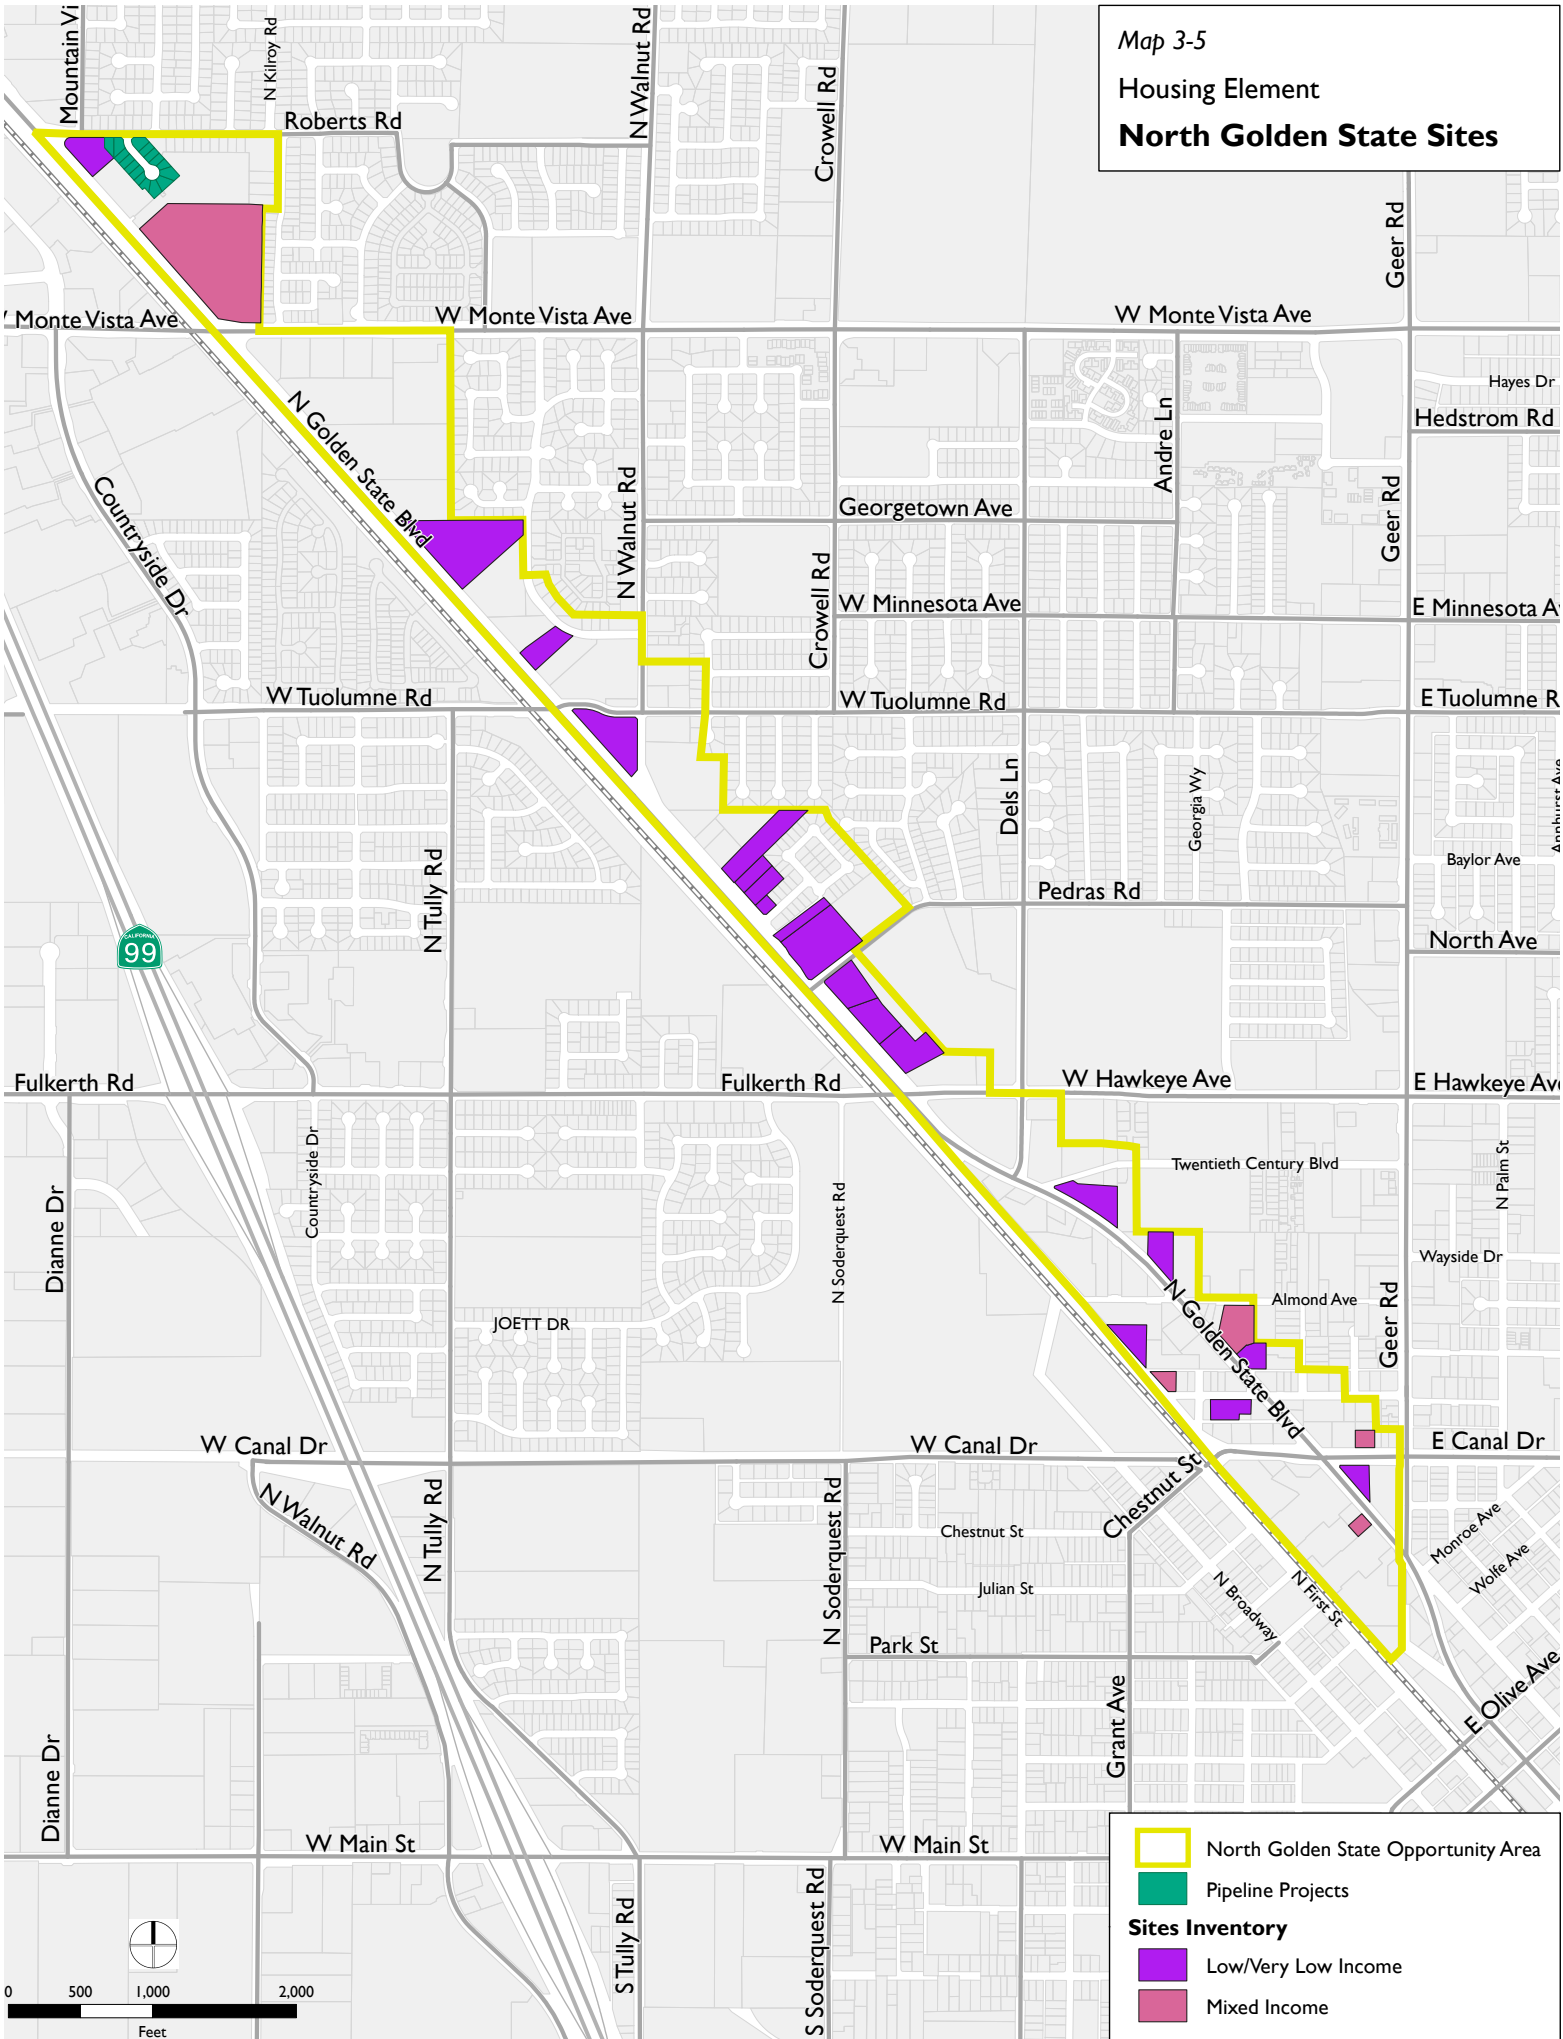 Map 3-5
Housing Element
North Golden State Sites
Mountain Vi
N Kilroy Rd
N Walnut Rd
Crowell Rd
Roberts Rd
Geer Rd
W Monte Vista Ave
W Monte Vista Ave
W Monte Vista Ave
Hayes Dr
Hedstrom Rd
Andre Ln
N Golden State Blvd
Countryside Dr
N Walnut Rd
Georgetown Ave
Geer Rd
Crowell Rd
W Minnesota Ave
E Minnesota Av
W Tuolumne Rd
W Tuolumne Rd
E Tuolumne R
Dels Ln
Georgia Wy
Annhurst Ave
Baylor Ave
N Tully Rd
Pedras Rd
North Ave
CALIFORNIA
99
Fulkerth Rd
Fulkerth Rd
W Hawkeye Ave
E Hawkeye Ave
Countryside Dr
Twentieth Century Blvd
N Palm St
Dianne Dr
N Soderquest Rd
Wayside Dr
N Golden State Blvd
Almond Ave
Geer Rd
JOETT DR
W Canal Dr
W Canal Dr
E Canal Dr
N Walnut Rd
N Tully Rd
N Soderquest Rd
Chestnut St
Chestnut St
Monroe Ave
Wolfe Ave
Julian St
N Broadway
N First St
Park St
E Olive Ave
Grant Ave
Dianne Dr
W Main St
W Main St
S Tully Rd
S Soderquest Rd
North Golden State Opportunity Area
Pipeline Projects
Sites Inventory
Low/Very Low Income
Mixed Income
0 500 1,000 2,000
Feet